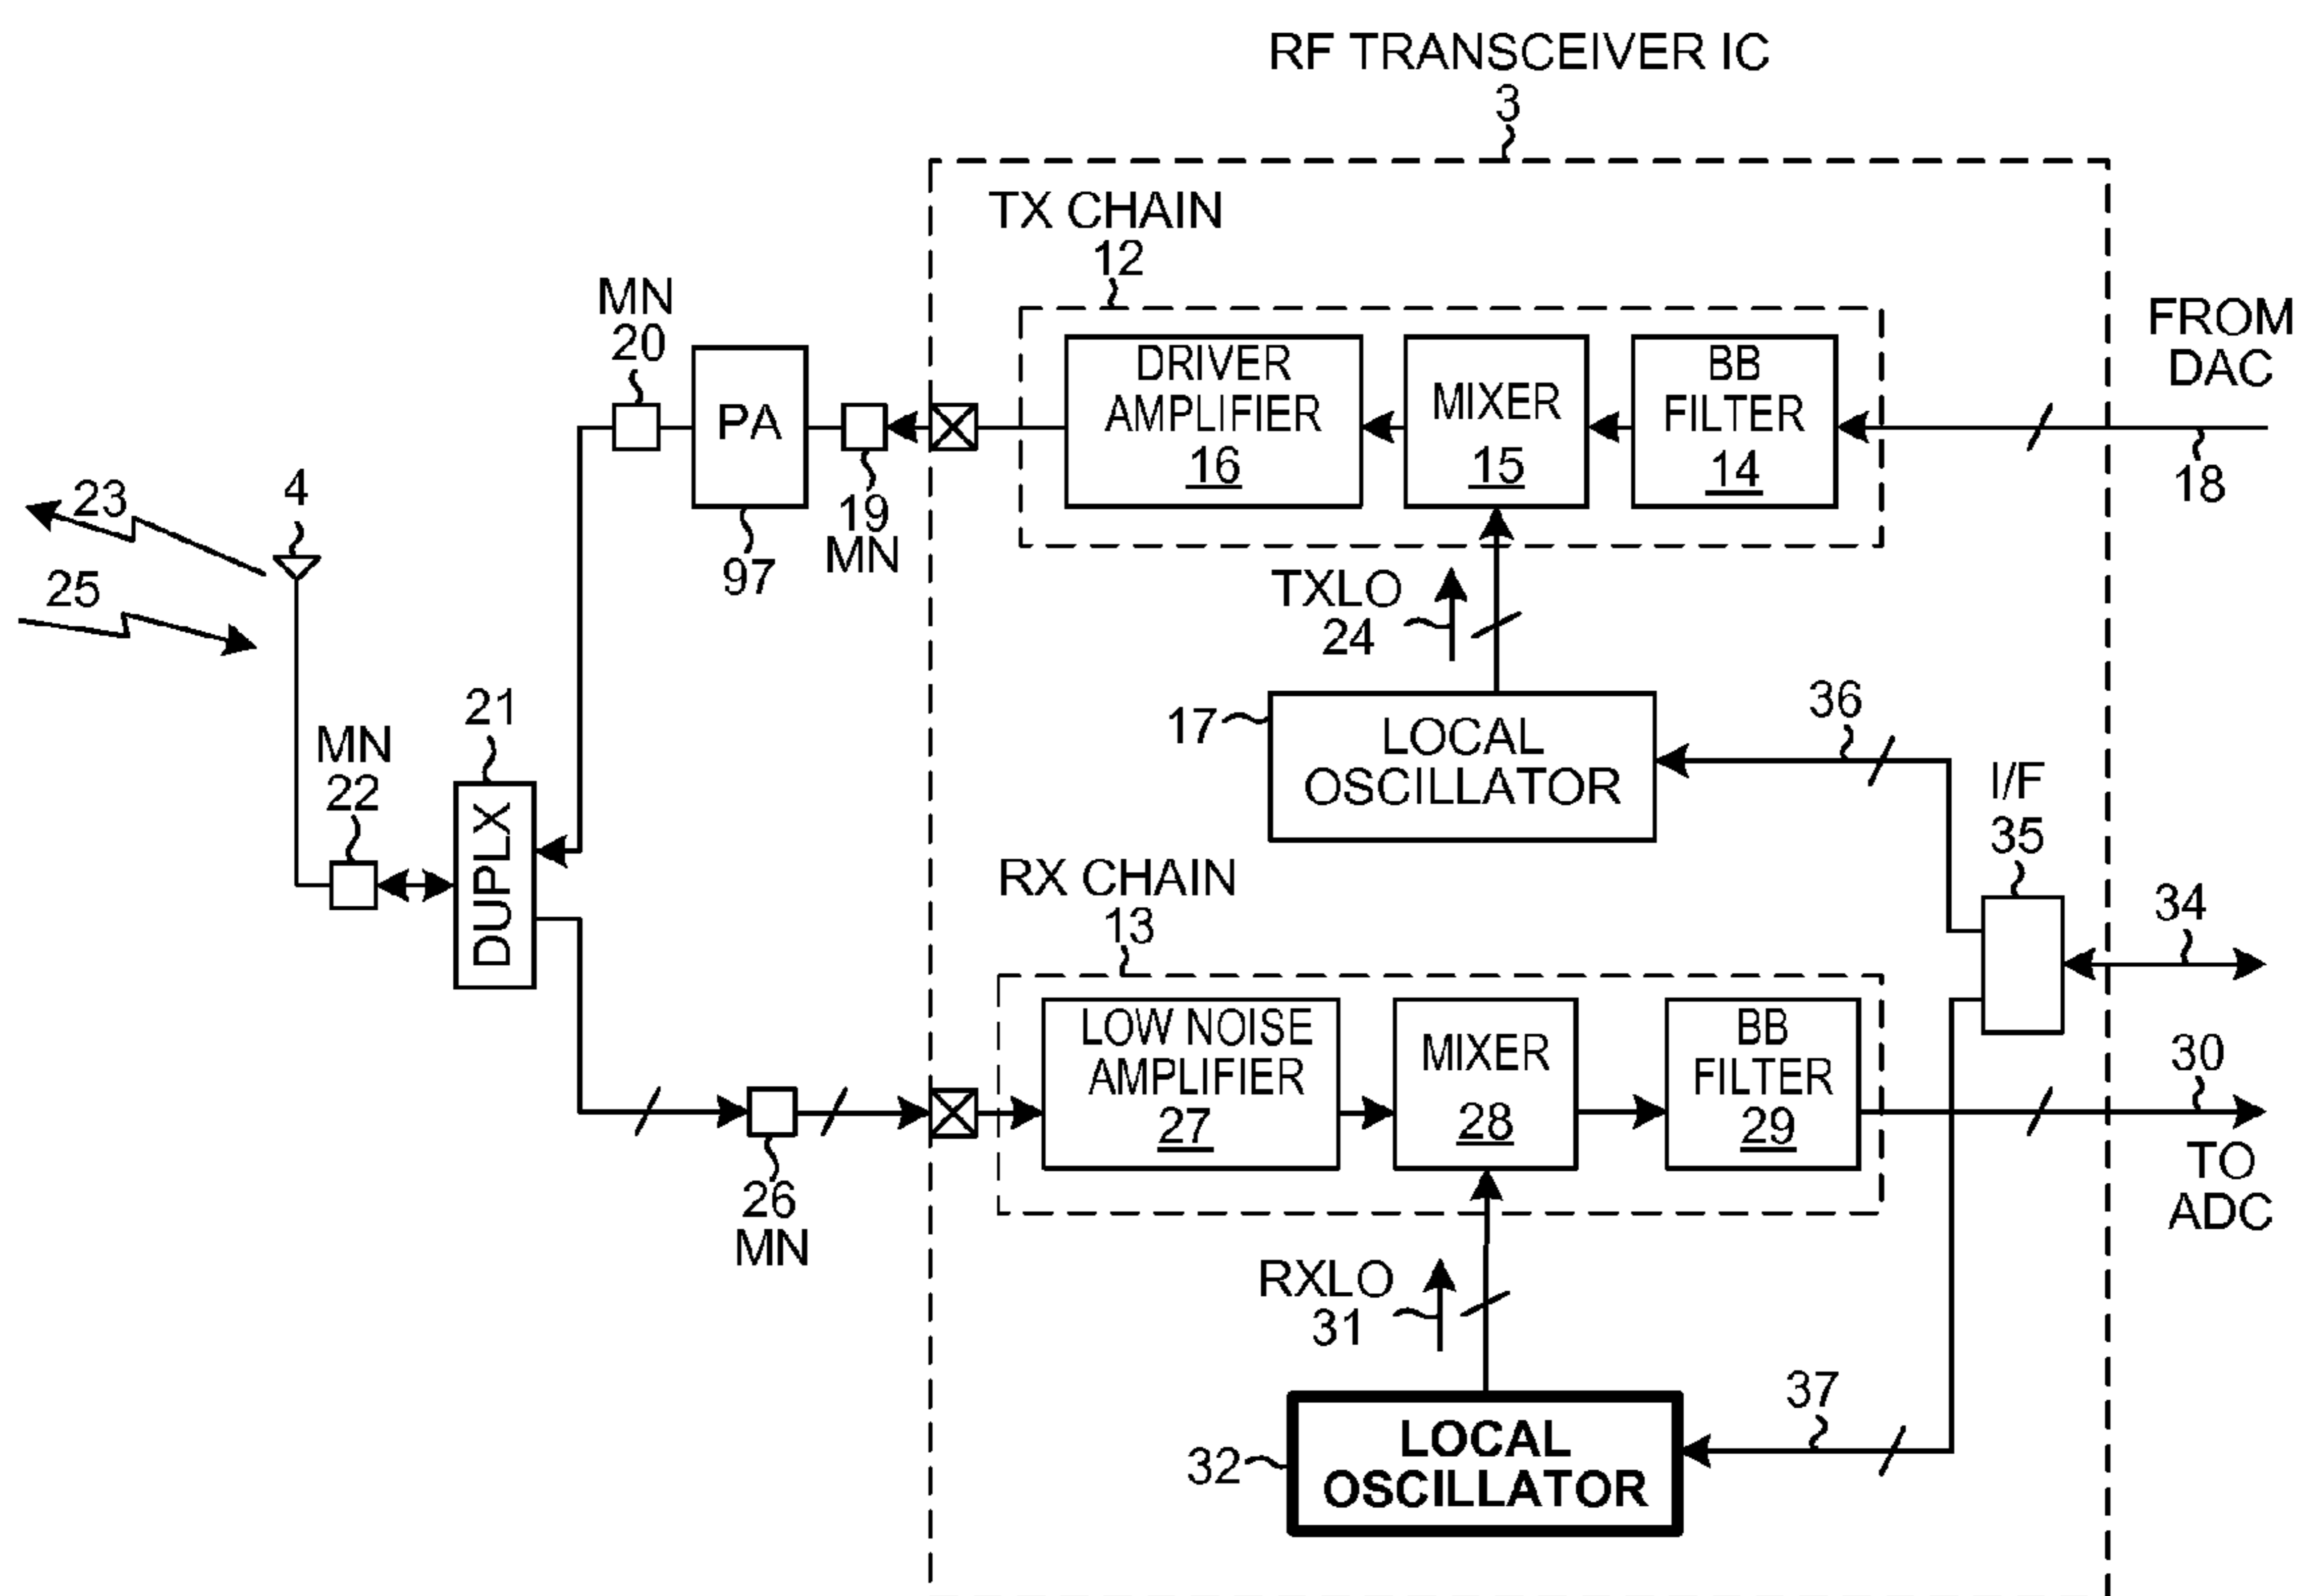 RF TRANSCEIVER IC
3
TX CHAIN
12
MN
20
PA
97
19
MN
DRIVER
AMPLIFIER
16
MIXER
15
BB
FILTER
14
FROM
DAC
18
23
4
25
TXLO
24
17
LOCAL
OSCILLATOR
36
I/F
35
34
21
MN
22
DUPLX
RX CHAIN
13
LOW NOISE
AMPLIFIER
27
MIXER
28
BB
FILTER
29
30
TO
ADC
26
MN
RXLO
31
37
32
LOCAL
OSCILLATOR